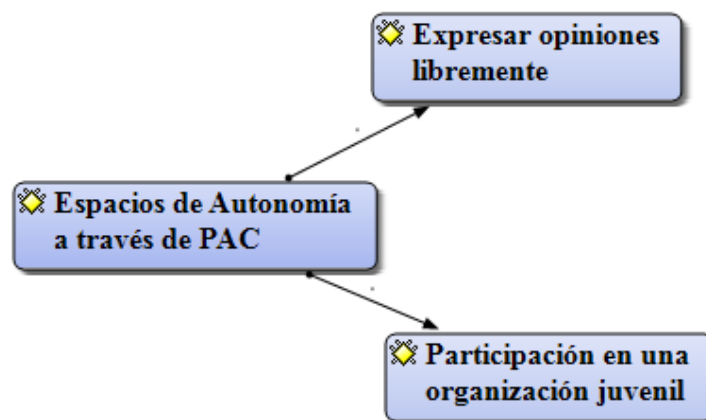 Expresar opiniones
libremente
Espacios de Autonomía
a través de PAC
Participación en una
organización juvenil